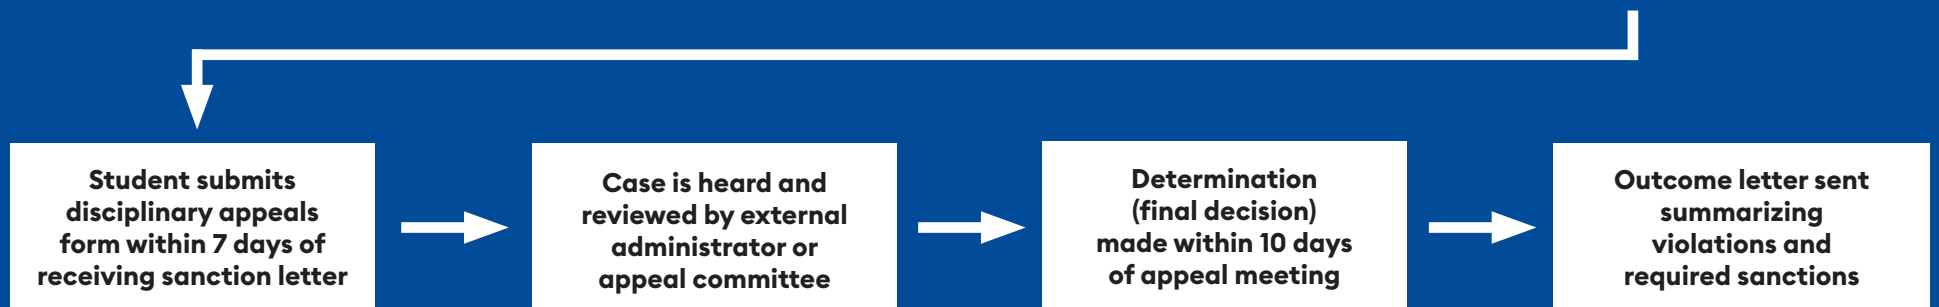 Student submits
disciplinary appeals
form within 7 days of
receiving sanction letter
Case is heard and
reviewed by external
administrator or
appeal committee
Determination
(final decision)
made within 10 days
of appeal meeting
Outcome letter sent
summarizing
violations and
required sanctions